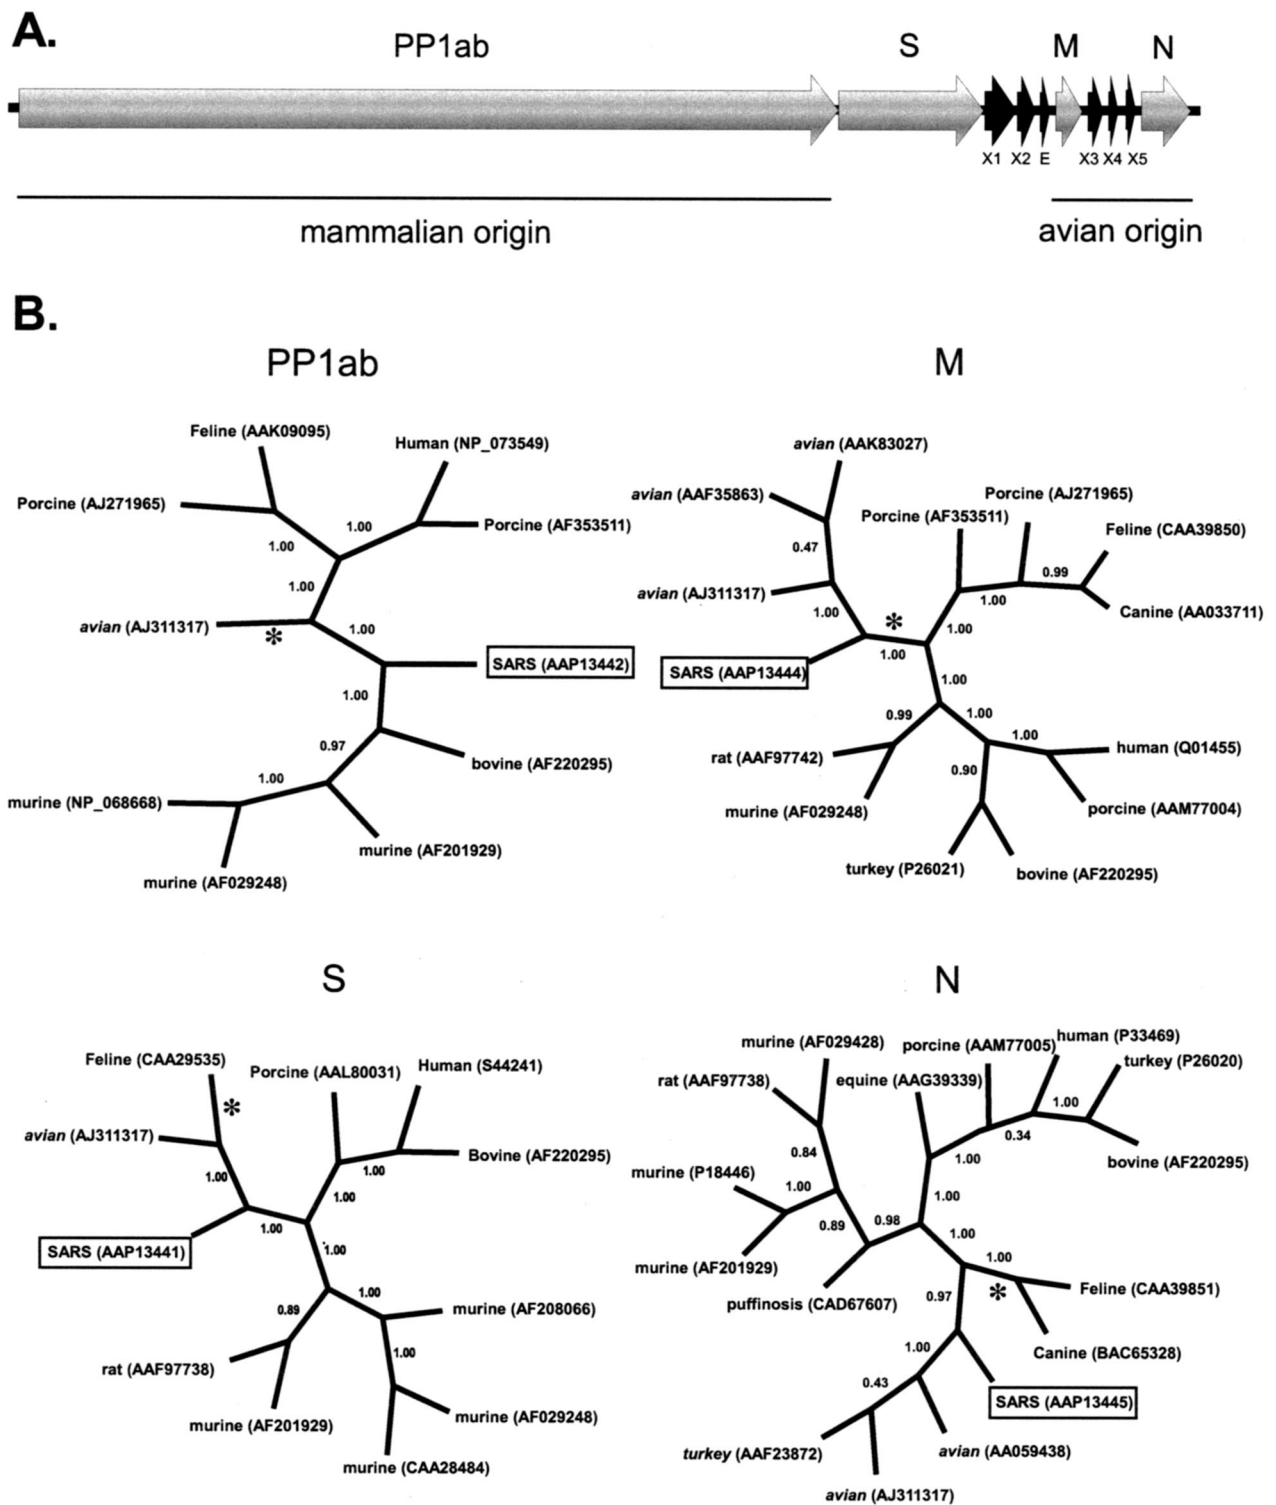 A.
PP1ab
S
M
N
X1
X2
E
X3
X4
X5
mammalian origin
avian origin
B.
PP1ab
Feline (AAK09095)
Human (NP_073549)
Porcine (AJ271965)
Porcine (AF353511)
1.00
1.00
1.00
avian (AJ311317)
*
1.00
SARS (AAP13442)
1.00
0.97
bovine (AF220295)
1.00
murine (NP_068668)
murine (AF201929)
murine (AF029248)
M
avian (AAK83027)
avian (AAF35863)
Porcine (AJ271965)
Porcine (AF353511)
Feline (CAA39850)
0.47
0.99
avian (AJ311317)
1.00
Canine (AA033711)
1.00
*
1.00
1.00
SARS (AAP13444)
1.00
0.99
1.00
1.00
rat (AAF97742)
human (Q01455)
0.90
murine (AF029248)
porcine (AAM77004)
turkey (P26021)
bovine (AF220295)
S
Feline (CAA29535)
Porcine (AAL80031)
Human (S44241)
*
avian (AJ311317)
Bovine (AF220295)
1.00
1.00
1.00
1.00
SARS (AAP13441)
1.00
1.00
0.89
murine (AF208066)
1.00
rat (AAF97738)
murine (AF201929)
murine (AF029248)
murine (CAA28484)
N
murine (AF029428)
porcine (AAM77005)
human (P33469)
turkey (P26020)
rat (AAF97738)
equine (AAG39339)
1.00
0.34
0.84
1.00
bovine (AF220295)
murine (P18446)
1.00
1.00
0.89
0.98
1.00
1.00
murine (AF201929)
puffinosis (CAD67607)
0.97
*
Feline (CAA39851)
1.00
Canine (BAC65328)
0.43
SARS (AAP13445)
turkey (AAF23872)
avian (AA059438)
avian (AJ311317)